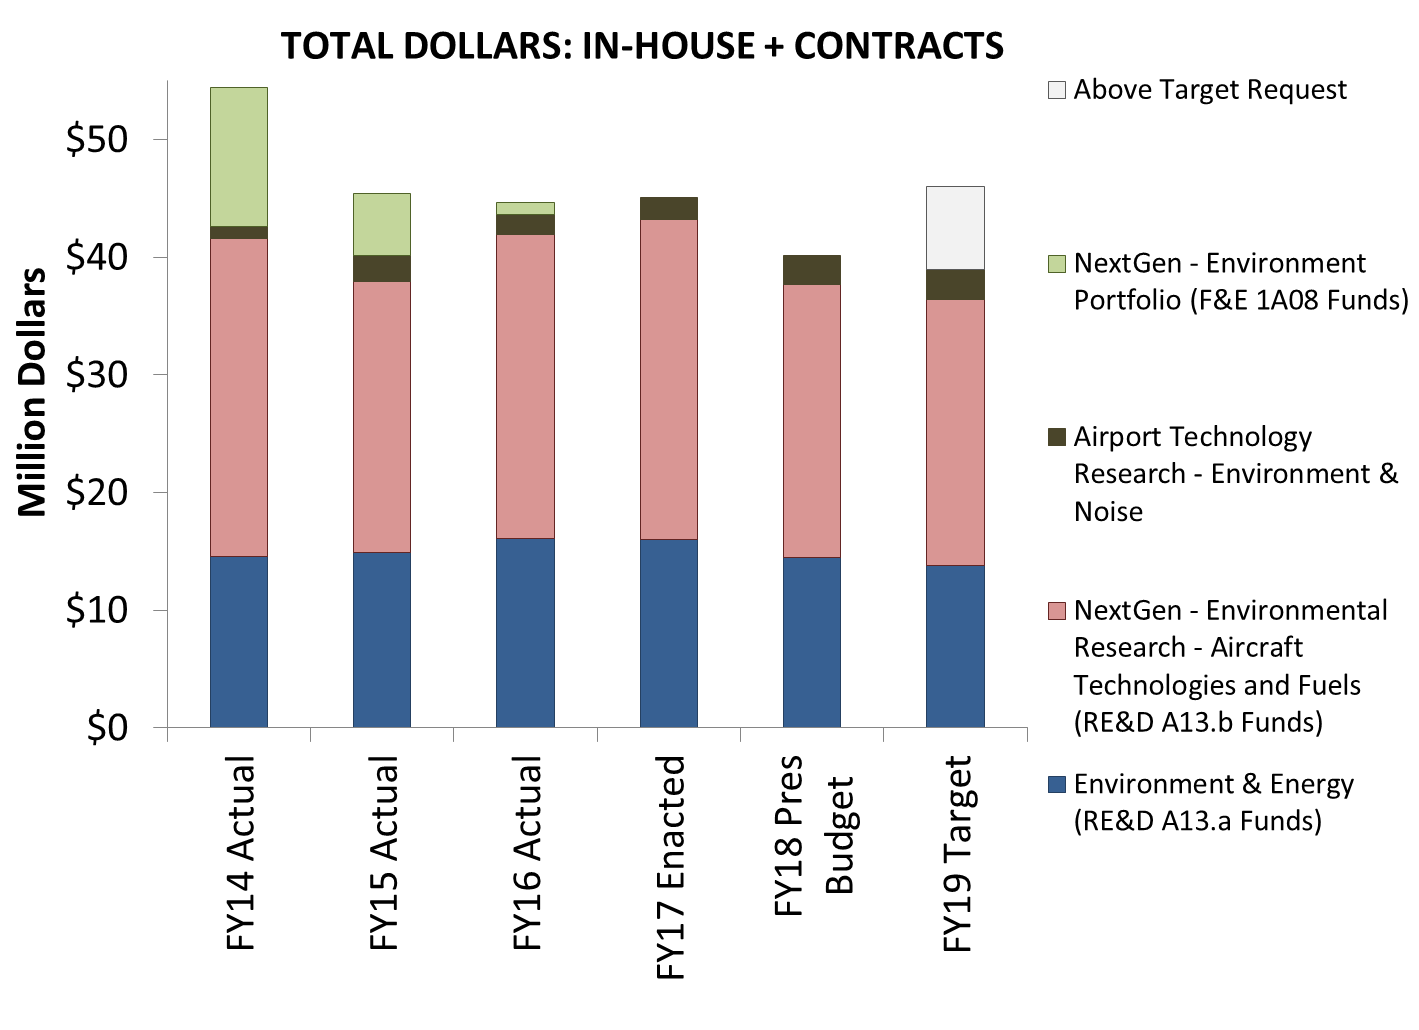 TOTAL DOLLARS: IN-HOUSE + CONTRACTS
Million Dollars
$50
$40
$30
$20
$10
$0
FY14 Actual
FY15 Actual
FY16 Actual
FY17 Enacted
FY18 Pres
Budget
FY19 Target
Above Target Request
NextGen - Environment
Portfolio (F&E 1A08 Funds)
Airport Technology
Research - Environment &
Noise
NextGen - Environmental
Research - Aircraft
Technologies and Fuels
(RE&D A13.b Funds)
Environment & Energy
(RE&D A13.a Funds)